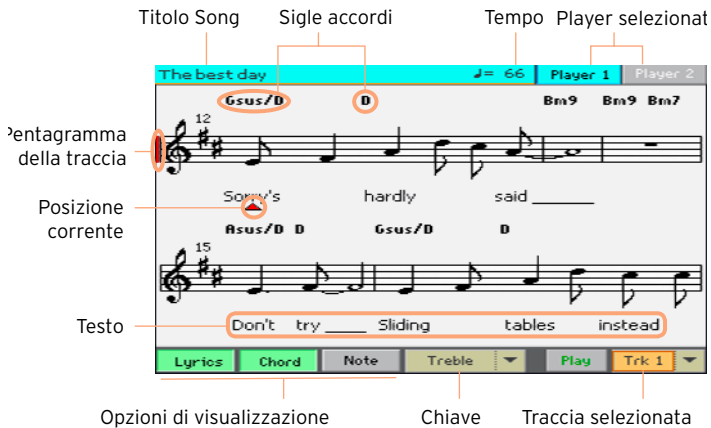 Titolo Song Sigle accordi Tempo Player selezionat
The best day ♩= 66 Player 1 Player 2
Gsus/D D Bm9 Bm9 Bm7
12
Pentagramma
della traccia
Sorry's hardly said _____
Posizione
corrente
Asus/D D Gsus/D D
15
Testo
Don't try ____ Sliding tables instead
Lyrics Chord Note Treble Play Trk 1
Opzioni di visualizzazione Chiave Traccia selezionata